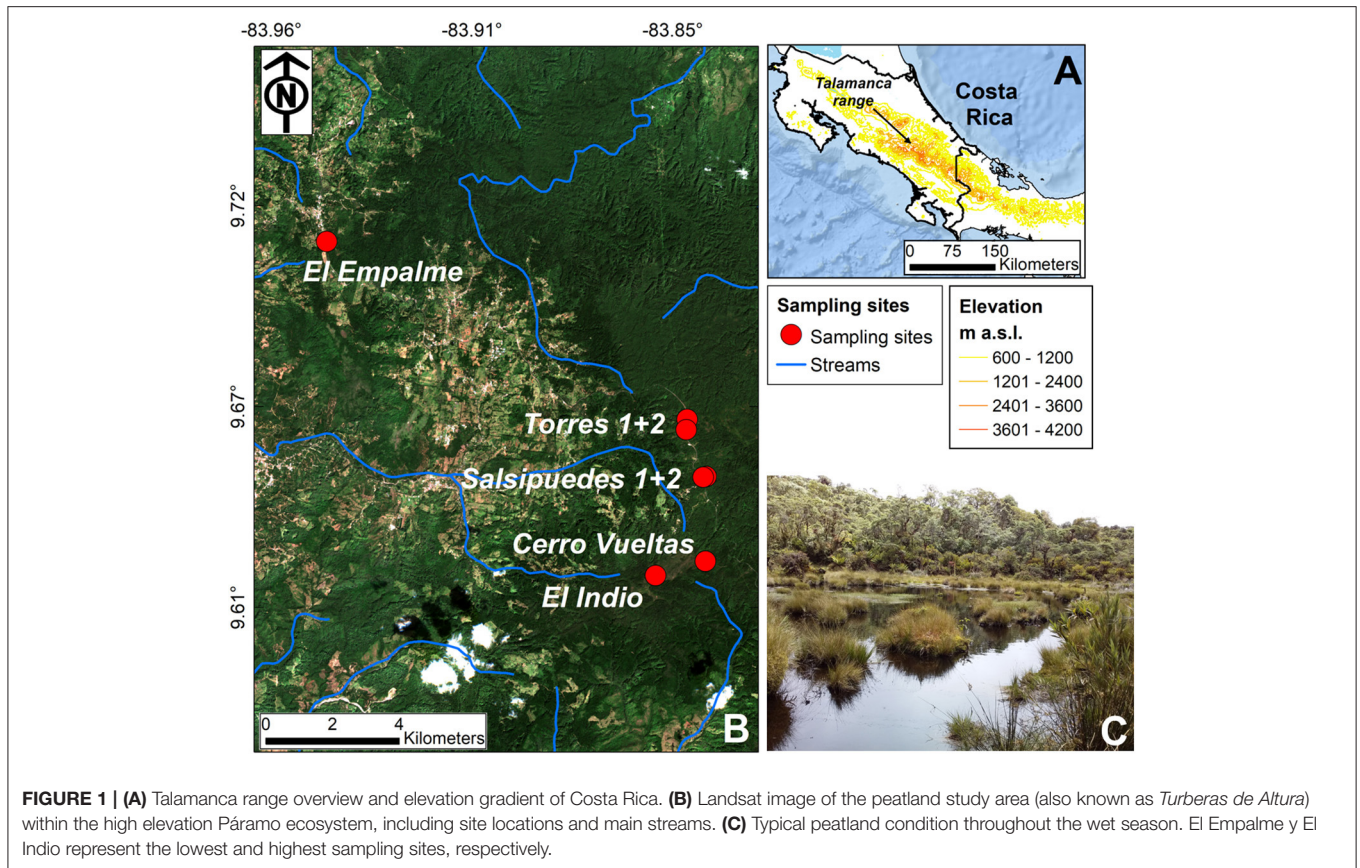 -83.96° -83.91° -83.85°
N
9.72°
9.67°
9.61°
El Empalme
Torres 1+2
Salsipuedes 1+2
Cerro Vueltas
El Indio
0 2 4
Kilometers
B
A
Talamanca
range
Costa
Rica
0 75 150
Kilometers
Sampling sites
Sampling sites
Streams
Elevation
m a.s.l.
600 - 1200
1201 - 2400
2401 - 3600
3601 - 4200
C
FIGURE 1 | (A) Talamanca range overview and elevation gradient of Costa Rica. (B) Landsat image of the peatland study area (also known as Turberas de Altura)
within the high elevation Páramo ecosystem, including site locations and main streams. (C) Typical peatland condition throughout the wet season. El Empalme y El
Indio represent the lowest and highest sampling sites, respectively.